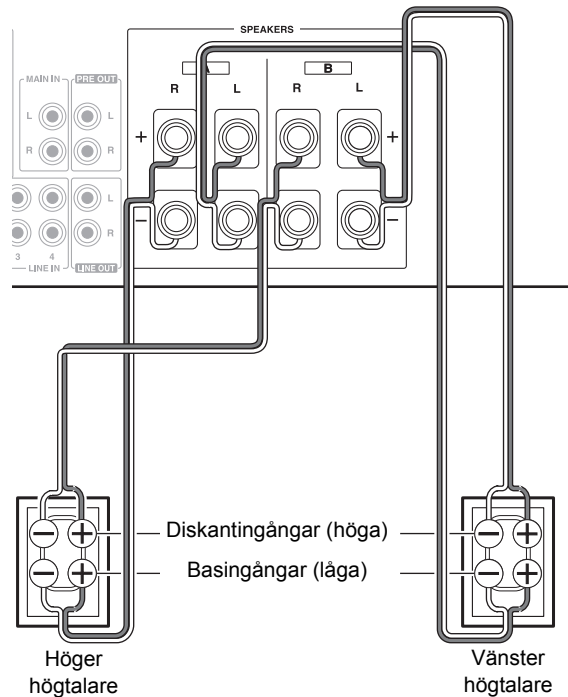 SPEAKERS
A
B
R L R L
+ +
− −
MAIN IN
PRE OUT
L L
R R
L
R
3 4
LINE IN
LINE OUT
− +
− +
− +
− +
Diskantingångar (höga)
Basingångar (låga)
Höger
högtalare
Vänster
högtalare